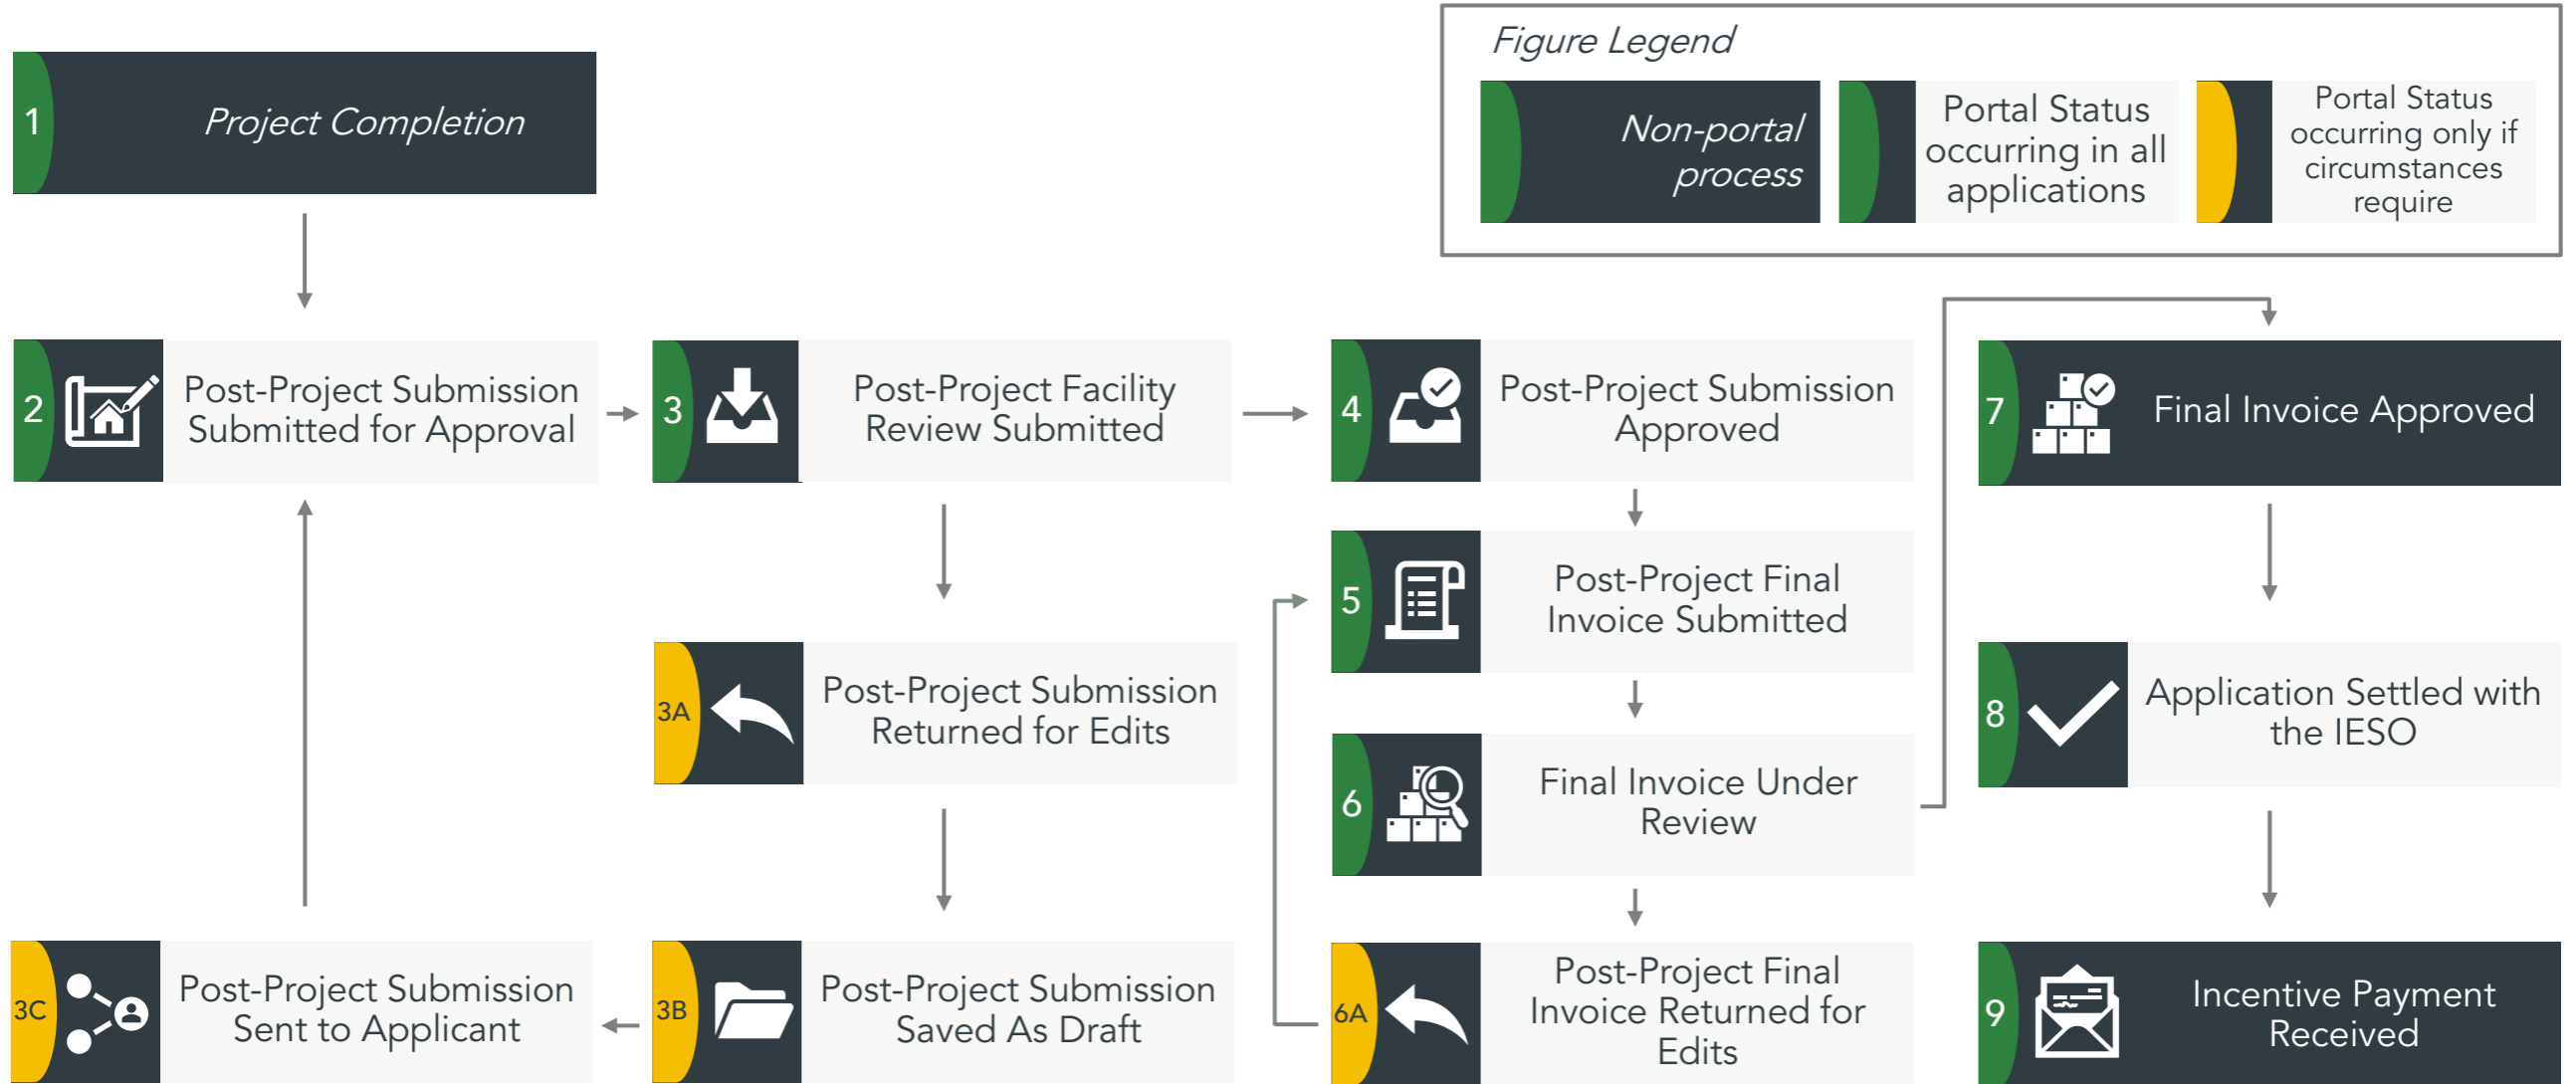 Figure Legend
Non-portal
process
Portal Status
occurring in all
applications
Portal Status
occurring only if
circumstances
require
1
Project Completion
2
Post-Project Submission
Submitted for Approval
3
Post-Project Facility
Review Submitted
4
Post-Project Submission
Approved
7
Final Invoice Approved
5
Post-Project Final
Invoice Submitted
3A
Post-Project Submission
Returned for Edits
8
Application Settled with
the IESO
6
Final Invoice Under
Review
3C
Post-Project Submission
Sent to Applicant
3B
Post-Project Submission
Saved As Draft
6A
Post-Project Final
Invoice Returned for
Edits
9
Incentive Payment
Received